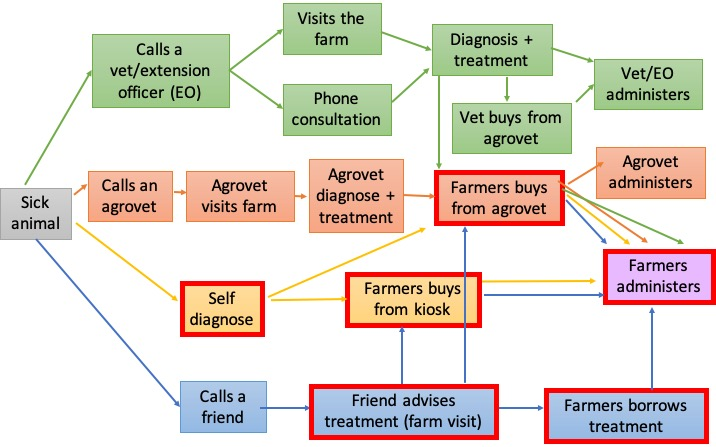 Calls a
vet/extension
officer (EO)
Visits the
farm
Phone
consultation
Diagnosis +
treatment
Vet buys from
agrovet
Vet/EO
administers
Sick
animal
Calls an
agrovet
Agrovet
visits farm
Agrovet
diagnose +
treatment
Farmers buys
from agrovet
Agrovet
administers
Self
diagnose
Farmers buys
from kiosk
Farmers
administers
Calls a
friend
Friend advises
treatment (farm visit)
Farmers borrows
treatment